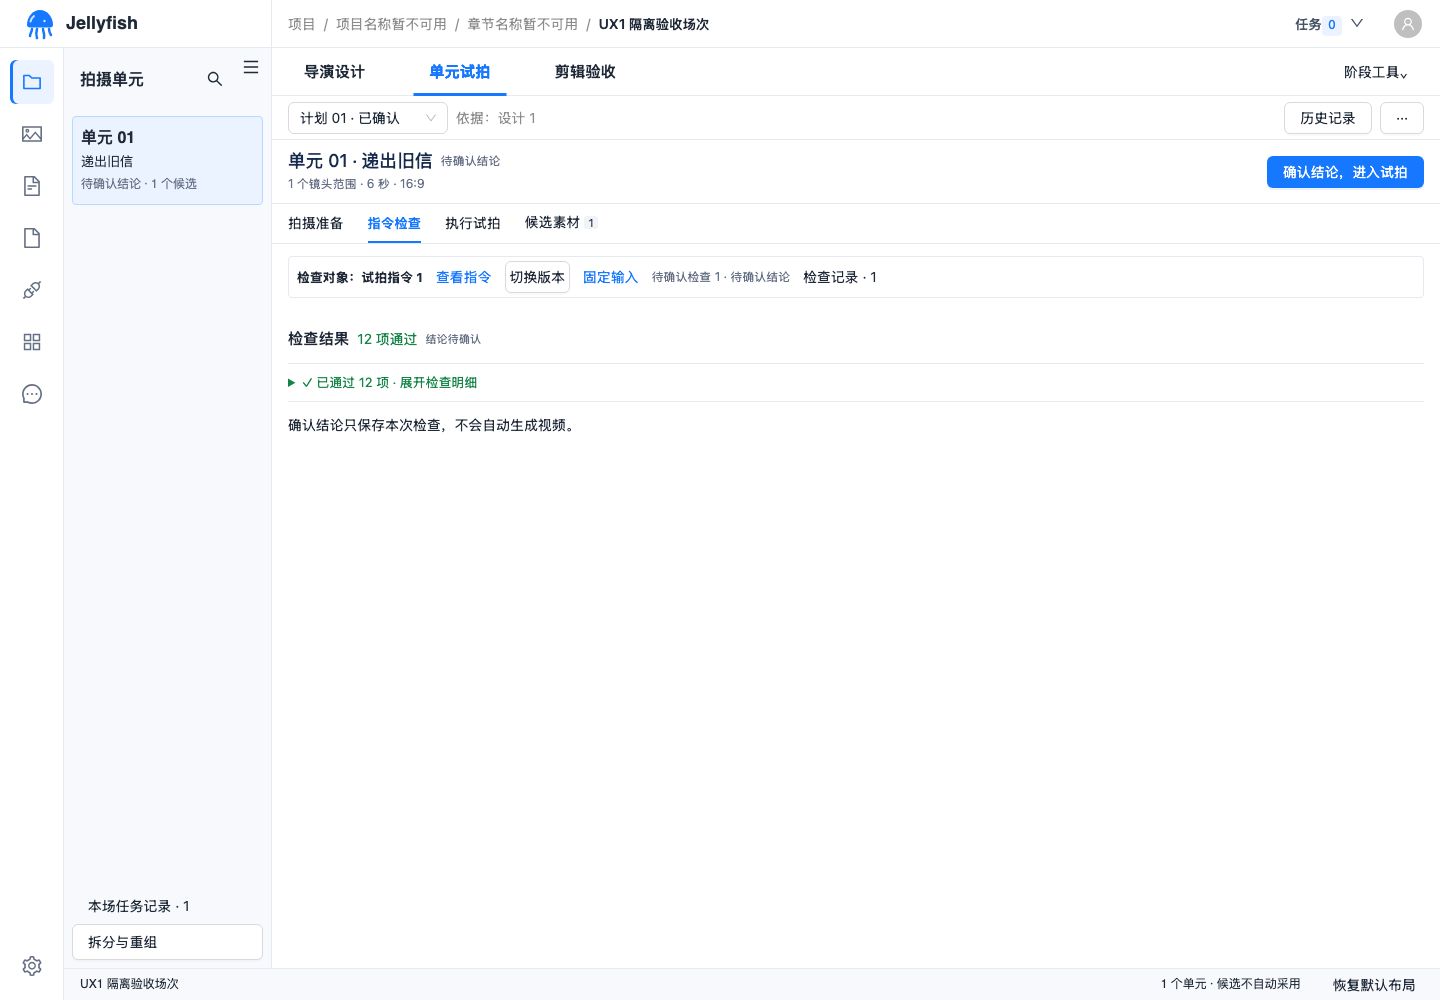 Jellyfish
项目 / 项目名称暂不可用 / 章节名称暂不可用 / UX1 隔离验收场次
任务 0
拍摄单元
单元 01
递出旧信
待确认结论 · 1 个候选
本场任务记录 · 1
拆分与重组
导演设计 单元试拍 剪辑验收
阶段工具
计划 01 · 已确认 依据：设计 1
历史记录 ···
单元 01 · 递出旧信 待确认结论
1 个镜头范围 · 6 秒 · 16:9
确认结论，进入试拍
拍摄准备 指令检查 执行试拍 候选素材 1
检查对象：试拍指令 1 查看指令 切换版本 固定输入 待确认检查 1 · 待确认结论 检查记录 · 1
检查结果 12 项通过 结论待确认
✓ 已通过 12 项 · 展开检查明细
确认结论只保存本次检查，不会自动生成视频。
UX1 隔离验收场次
1 个单元 · 候选不自动采用 恢复默认布局